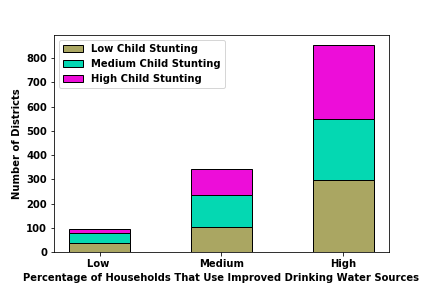 Low Child Stunting
Medium Child Stunting
High Child Stunting
800
700
600
500
400
300
200
100
0
Number of Districts
Low
Medium
High
Percentage of Households That Use Improved Drinking Water Sources